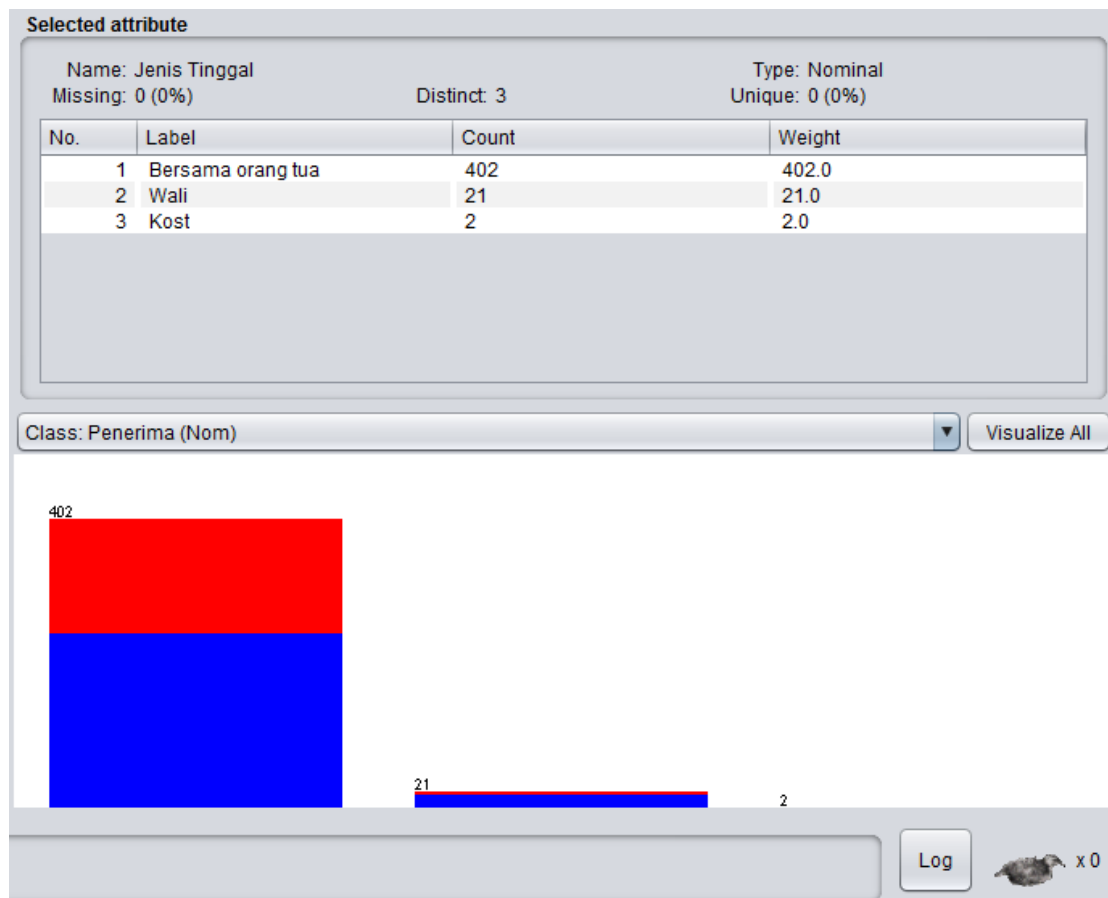 Selected attribute
Name: Jenis Tinggal Type: Nominal
Missing: 0 (0%) Distinct: 3 Unique: 0 (0%)
No. Label Count Weight
1 Bersama orang tua 402 402.0
2 Wali 21 21.0
3 Kost 2 2.0
Class: Penerima (Nom) Visualize All
402
21
2
Log x 0